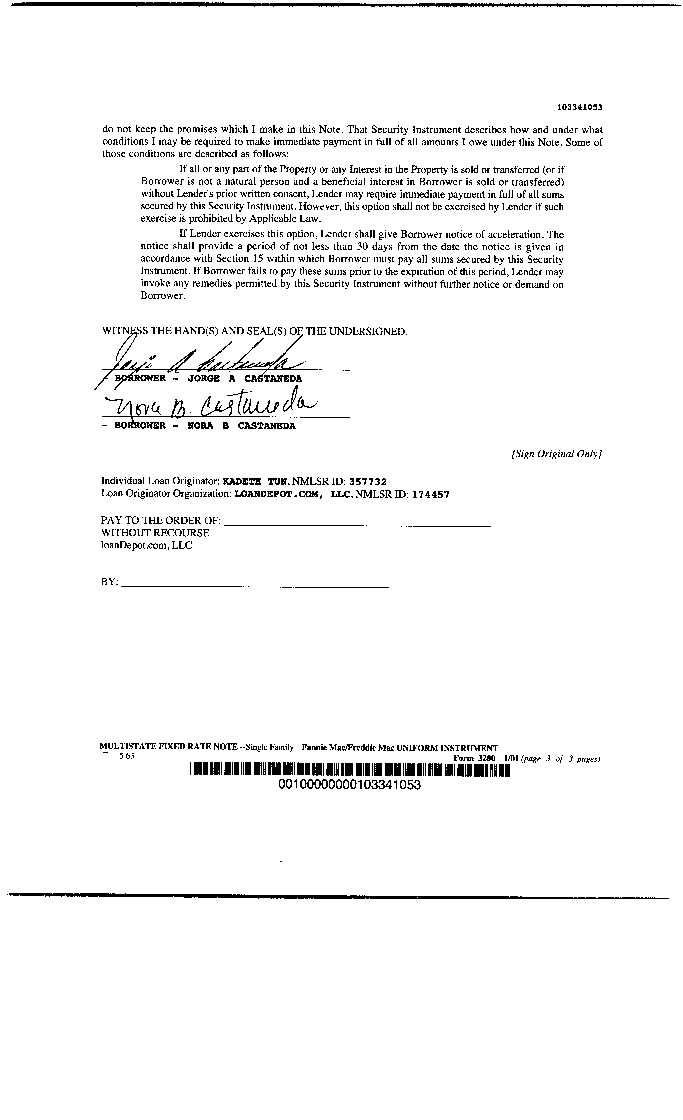 103341053
do not keep the promises which I make in this Note. That Security Instrument describes how and under what
conditions I may be required to make immediate payment in full of all amounts I owe under this Note. Some of
those conditions are described as follows:
If all or any part of the Property or any Interest in the Property is sold or transferred (or if
Borrower is not a natural person and a beneficial interest in Borrower is sold or transferred)
without Lender's prior written consent, Lender may require immediate payment in full of all sums
secured by this Security Instrument. However, this option shall not be exercised by Lender if such
exercise is prohibited by Applicable Law.
If Lender exercises this option, Lender shall give Borrower notice of acceleration. The
notice shall provide a period of not less than 30 days from the date the notice is given in
accordance with Section 15 within which Borrower must pay all sums secured by this Security
Instrument. If Borrower fails to pay these sums prior to the expiration of this period, Lender may
invoke any remedies permitted by this Security Instrument without further notice or demand on
Borrower.
WITNESS THE HAND(S) AND SEAL(S) OF THE UNDERSIGNED.
Jorge A Castaneda
- BORROWER - JORGE A CASTANEDA
Nora B. Castaneda
- BORROWER - NORA B CASTANEDA
[Sign Original Only]
Individual Loan Originator: KADETE TUN, NMLSR ID: 357732
Loan Originator Organization: LOANDEPOT.COM, LLC, NMLSR ID: 174457
PAY TO THE ORDER OF:
WITHOUT RECOURSE
loanDepot.com, LLC
BY:
MULTISTATE FIXED RATE NOTE--Single Family Fannie Mae/Freddie Mac UNIFORM INSTRUMENT
565 Form 3200 1/01 (page 3 of 3 pages)
00100000000103341053